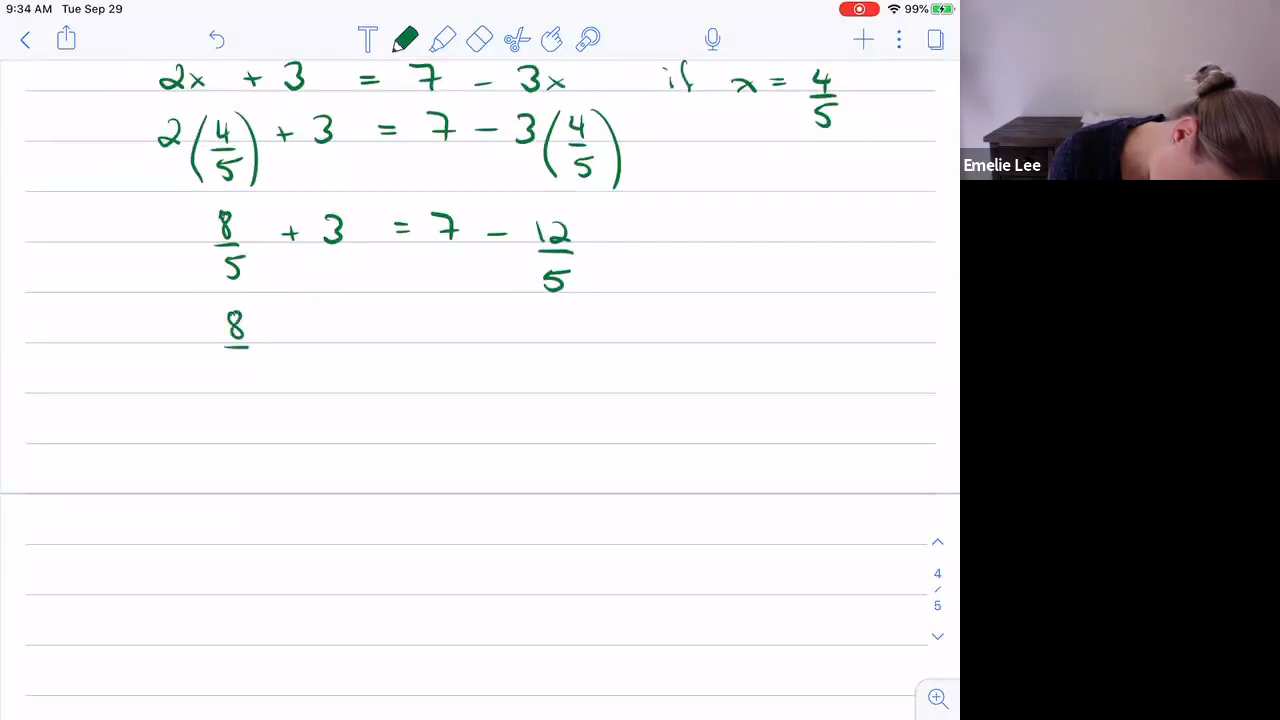 9:34 AM Tue Sep 29
99%
T
2x + 3 = 7 - 3x if x = 4/5
2(4/5) + 3 = 7 - 3(4/5)
8/5 + 3 = 7 - 12/5
8
4/5
Emelie Lee